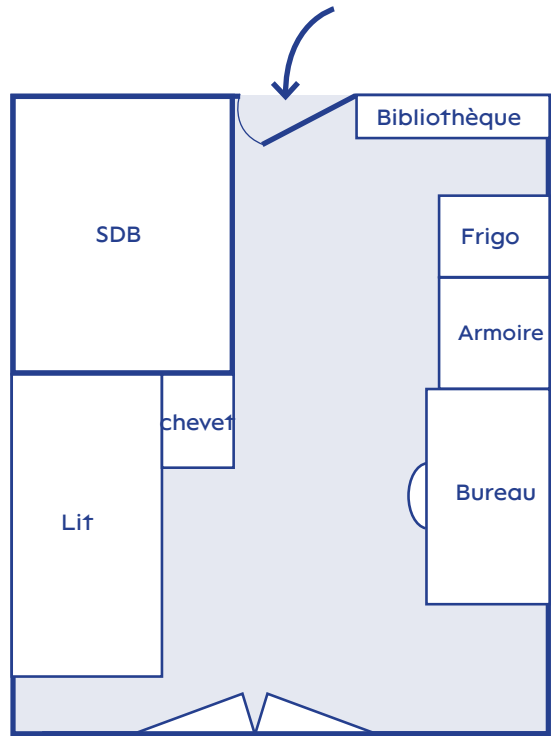 Bibliothèque
SDB
Frigo
Armoire
chevet
Bureau
Lit